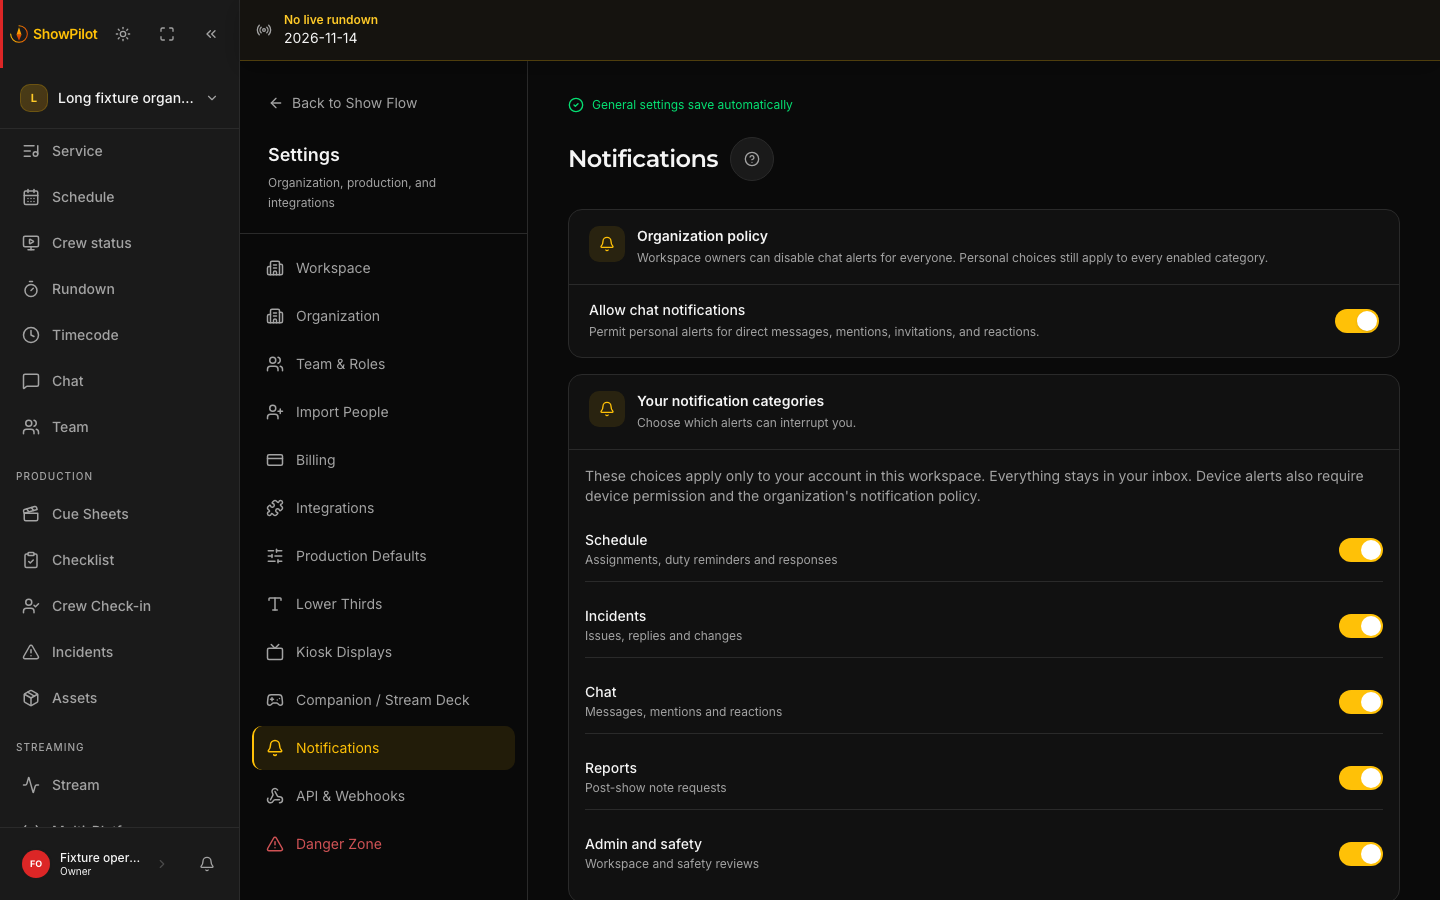 ShowPilot
L
Long fixture organ...
Service
Schedule
Crew status
Rundown
Timecode
Chat
Team
PRODUCTION
Cue Sheets
Checklist
Crew Check-in
Incidents
Assets
STREAMING
Stream
FO
Fixture oper...
Owner
No live rundown
2026-11-14
Back to Show Flow
Settings
Organization, production, and
integrations
Workspace
Organization
Team & Roles
Import People
Billing
Integrations
Production Defaults
Lower Thirds
Kiosk Displays
Companion / Stream Deck
Notifications
API & Webhooks
Danger Zone
General settings save automatically
Notifications
Organization policy
Workspace owners can disable chat alerts for everyone. Personal choices still apply to every enabled category.
Allow chat notifications
Permit personal alerts for direct messages, mentions, invitations, and reactions.
Your notification categories
Choose which alerts can interrupt you.
These choices apply only to your account in this workspace. Everything stays in your inbox. Device alerts also require
device permission and the organization's notification policy.
Schedule
Assignments, duty reminders and responses
Incidents
Issues, replies and changes
Chat
Messages, mentions and reactions
Reports
Post-show note requests
Admin and safety
Workspace and safety reviews